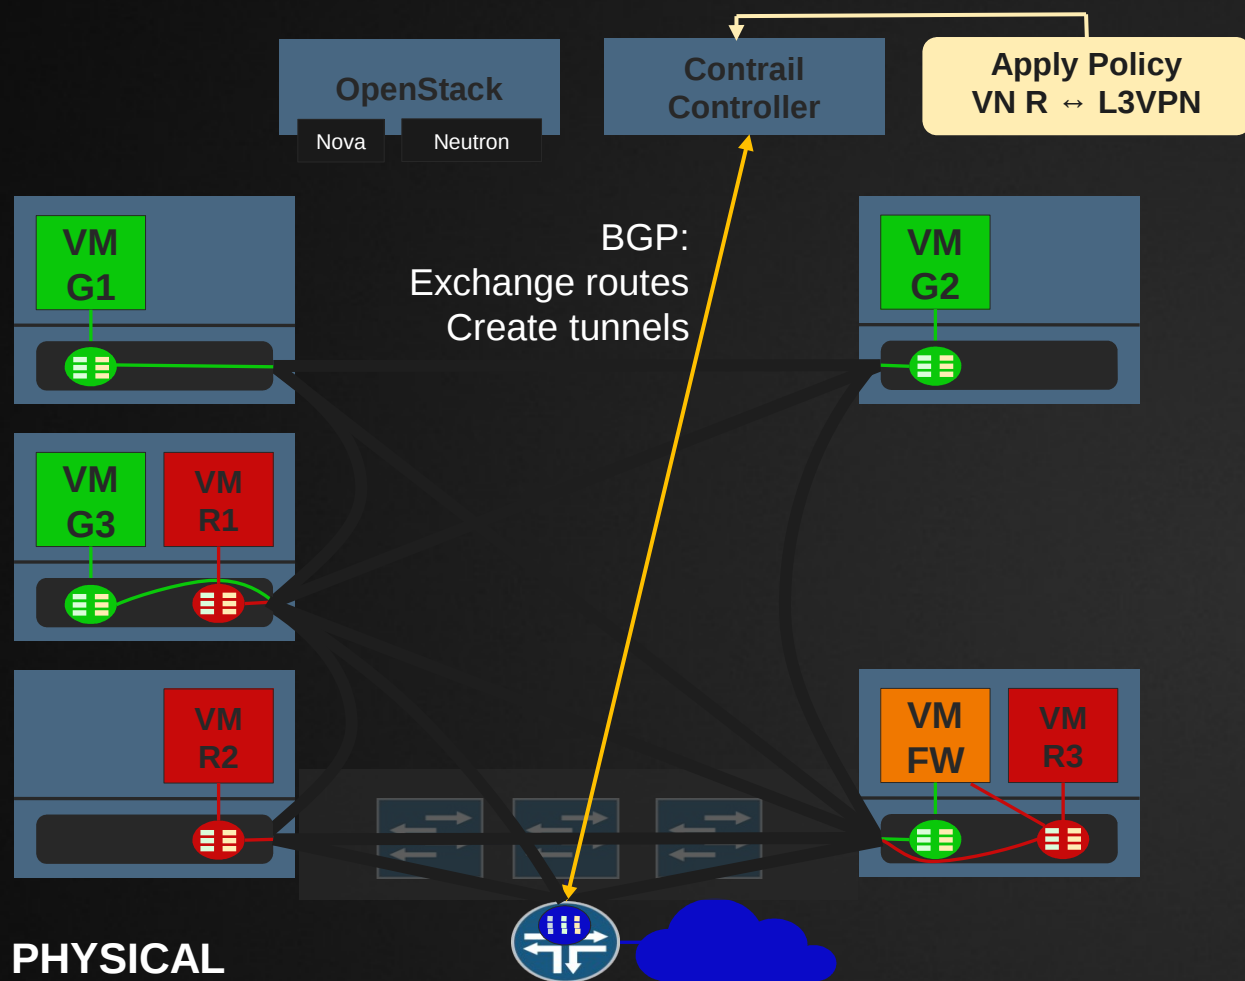 OpenStack
Nova
Neutron
Contrail
Controller
Apply Policy
VN R ↔ L3VPN
BGP:
Exchange routes
Create tunnels
VM
G1
VM
G2
VM
G3
VM
R1
VM
R2
VM
FW
VM
R3
PHYSICAL